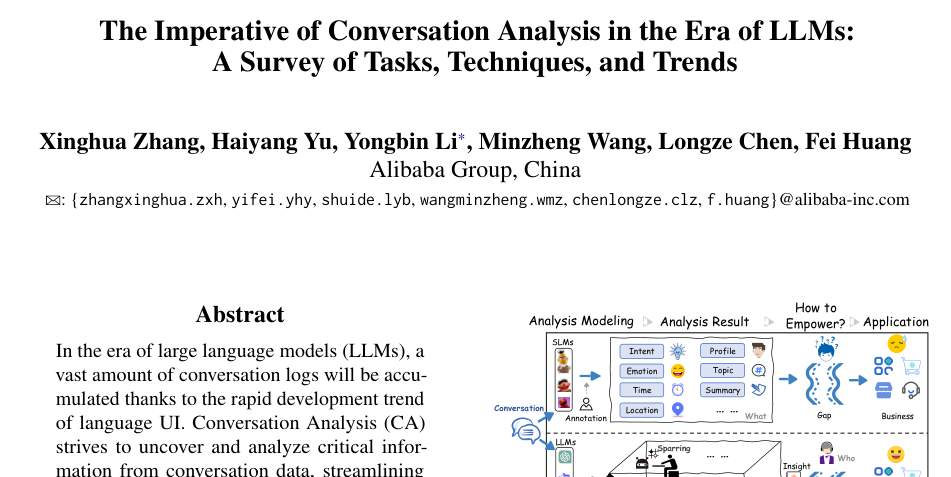 The Imperative of Conversation Analysis in the Era of LLMs:
A Survey of Tasks, Techniques, and Trends
Xinghua Zhang, Haiyang Yu, Yongbin Li*, Minzheng Wang, Longze Chen, Fei Huang
Alibaba Group, China
✉: {zhangxinghua.zxh, yifei.yhy, shuide.lyb, wangminzheng.wmz, chenlongze.clz, f.huang}@alibaba-inc.com
Abstract
In the era of large language models (LLMs), a
vast amount of conversation logs will be accu-
mulated thanks to the rapid development trend
of language UI. Conversation Analysis (CA)
strives to uncover and analyze critical infor-
mation from conversation data, streamlining
Analysis Modeling
Analysis Result
How to
Empower?
Application
SLMs
Intent
Profile
Emotion
Topic
Time
Summary
Location
... ...
What
Annotation
Conversation
Gap
Business
LLMs
Sparring
... ...
Insight
Who